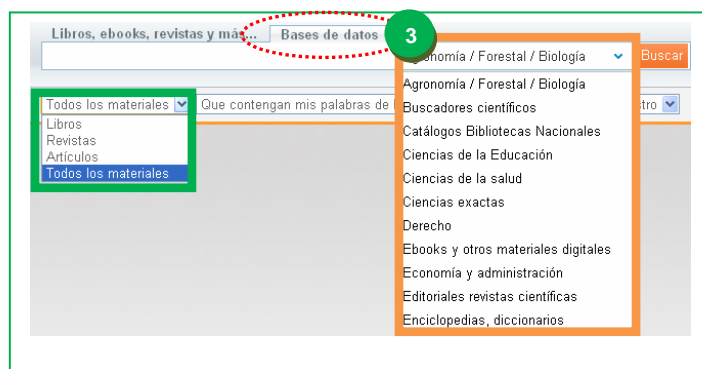 Libros, ebooks, revistas y más... Bases de datos 3
Agronomía / Forestal / Biología Buscar
Todos los materiales Que contengan mis palabras de
Libros
Revistas
Artículos
Todos los materiales
Agronomía / Forestal / Biología
Buscadores científicos
Catálogos Bibliotecas Nacionales
Ciencias de la Educación
Ciencias de la salud
Ciencias exactas
Derecho
Ebooks y otros materiales digitales
Economía y administración
Editoriales revistas científicas
Enciclopedias, diccionarios